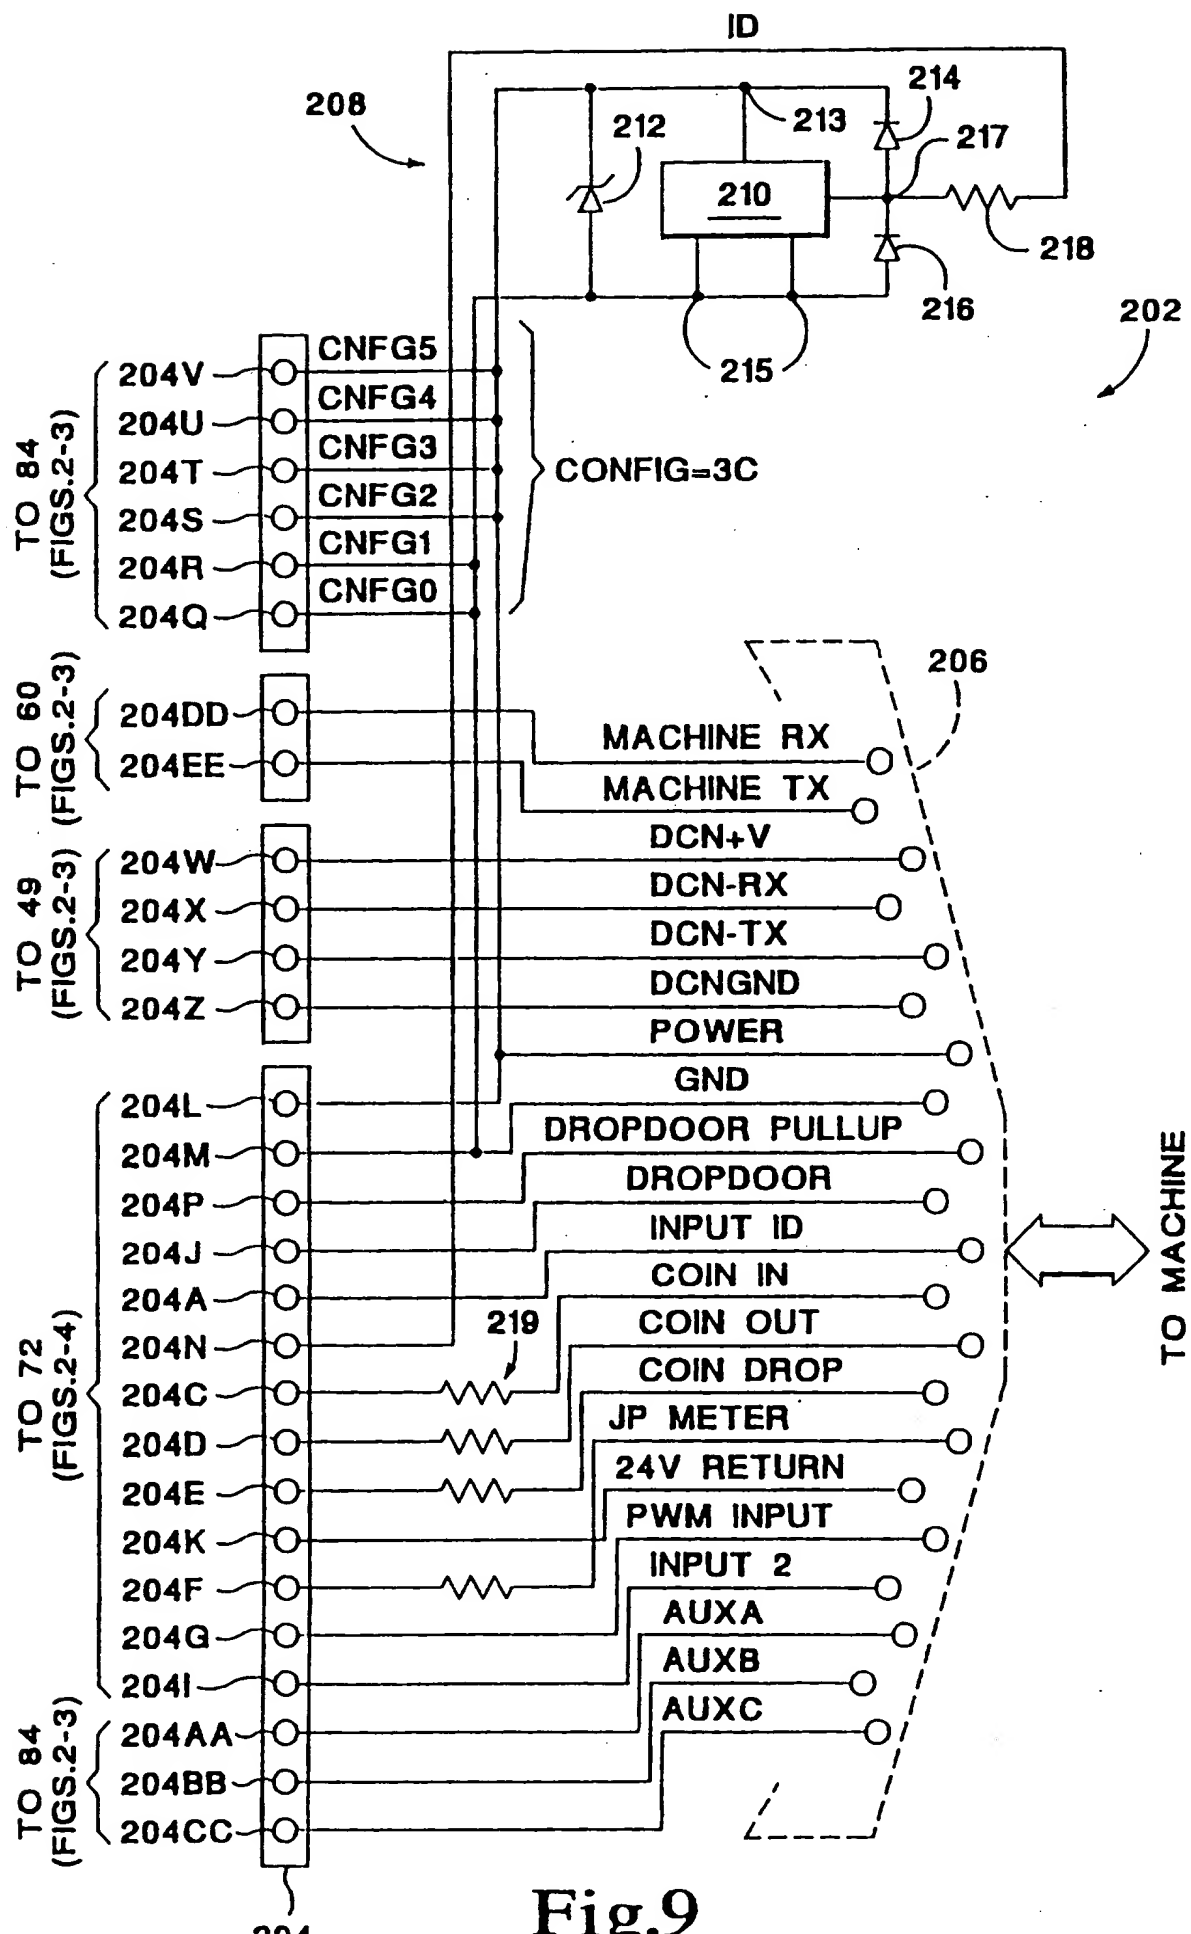 ID
208
212
213
214
217
210
218
216
215
202
CNFG5
204V
CNFG4
204U
CNFG3
204T
CNFG2
204S
CNFG1
204R
CNFG0
204Q
TO 84
(FIGS.2-3)
CONFIG=3C
206
TO 60
(FIGS.2-3)
204DD
204EE
MACHINE RX
MACHINE TX
TO 49
(FIGS.2-3)
204W
204X
204Y
204Z
DCN+V
DCN-RX
DCN-TX
DCNGND
POWER
GND
DROPDOOR PULLUP
DROPDOOR
INPUT ID
COIN IN
COIN OUT
COIN DROP
JP METER
24V RETURN
PWM INPUT
INPUT 2
AUXA
AUXB
AUXC
TO 72
(FIGS.2-4)
204L
204M
204P
204J
204A
204N
204C
204D
204E
204K
204F
204G
204I
219
TO 84
(FIGS.2-3)
204AA
204BB
204CC
TO MACHINE
Fig.9